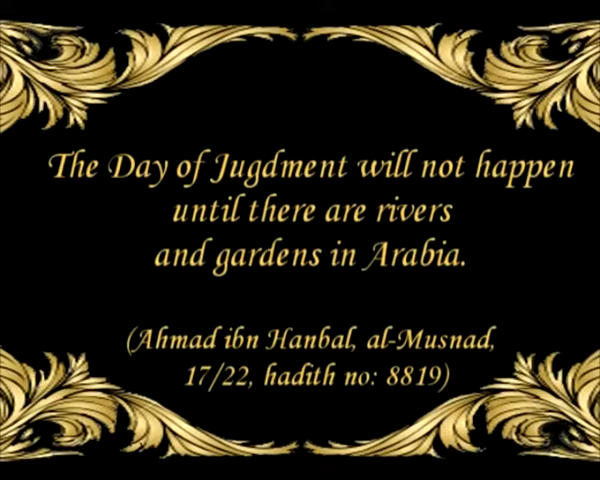 The Day of Jugdment will not happen
until there are rivers
and gardens in Arabia.
(Ahmad ibn Hanbal, al-Musnad,
17/22, hadith no: 8819)